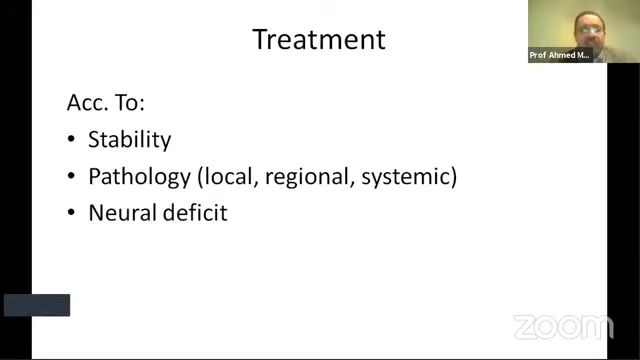 Treatment
Prof Ahmed M...
Acc. To:
• Stability
• Pathology (local, regional, systemic)
• Neural deficit
zoom